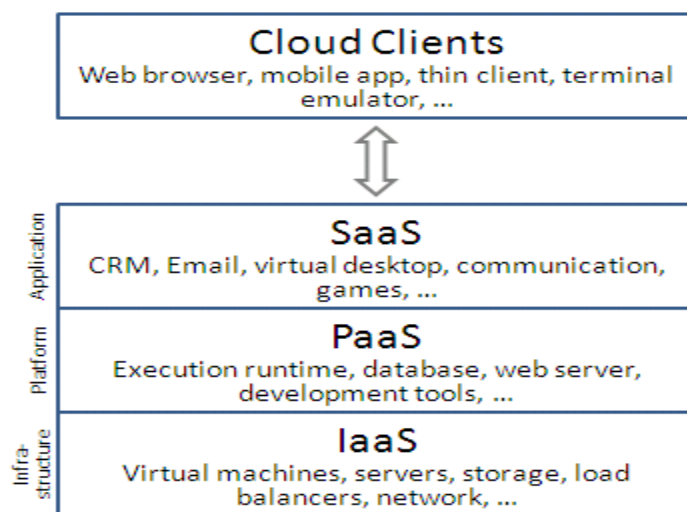 Cloud Clients
Web browser, mobile app, thin client, terminal
emulator, ...
Application
SaaS
CRM, Email, virtual desktop, communication,
games, ...
Platform
PaaS
Execution runtime, database, web server,
development tools, ...
Infra-
structure
IaaS
Virtual machines, servers, storage, load
balancers, network, ...